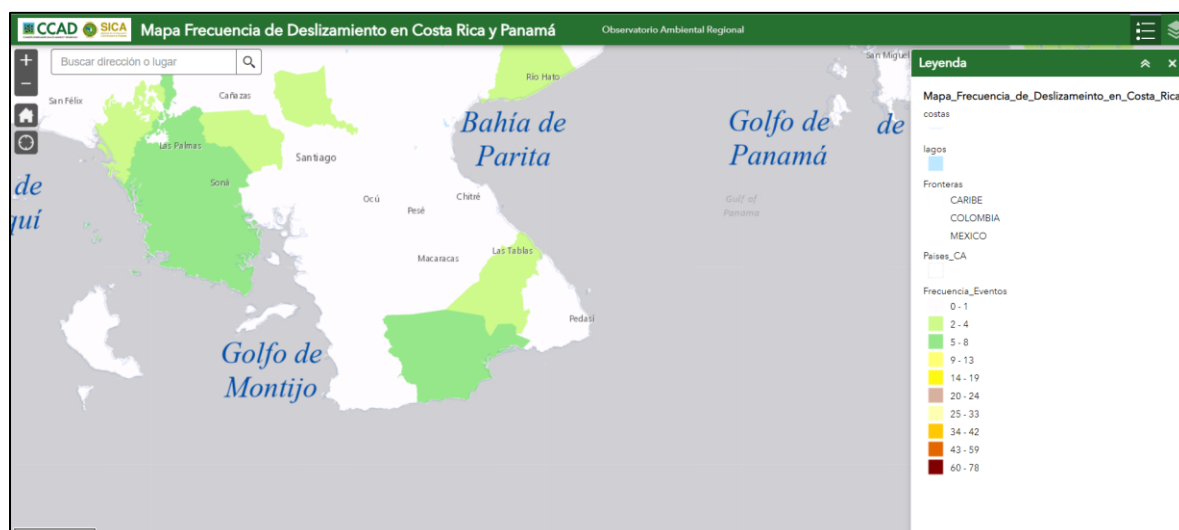 CCAD SICA Mapa Frecuencia de Deslizamiento en Costa Rica y Panamá Observatorio Ambiental Regional
+
Buscar dirección o lugar
−
San Félix
Cañazas
Río Hato
San Miguel
Bahía de
Parita
Golfo de
Panamá
de
Las Palmas
Santiago
Soná
de
quí
Ocú
Pesé
Chitré
Gulf of
Panama
Macaracas
Las Tablas
Pedasí
Golfo de
Montijo
Leyenda
Mapa_Frecuencia_de_Deslizameinto_en_Costa_Rica
costas
lagos
Fronteras
CARIBE
COLOMBIA
MEXICO
Paises_CA
Frecuencia_Eventos
0 - 1
2 - 4
5 - 8
9 - 13
14 - 19
20 - 24
25 - 33
34 - 42
43 - 59
60 - 78